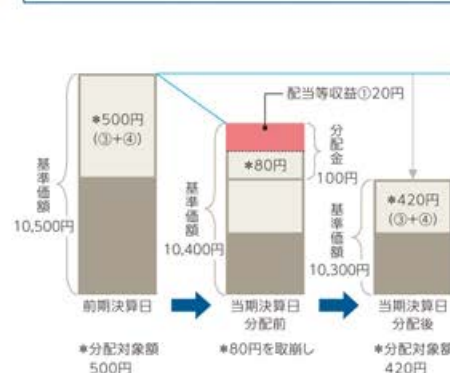 *500円
(③+④)
基準価額
10,500円
前期決算日
*分配対象額
500円
配当等収益①20円
*80円
分配金
100円
基準価額
10,400円
当期決算日
分配前
*80円を取崩し
*420円
(③+④)
基準価額
10,300円
当期決算日
分配後
*分配対象額
420円